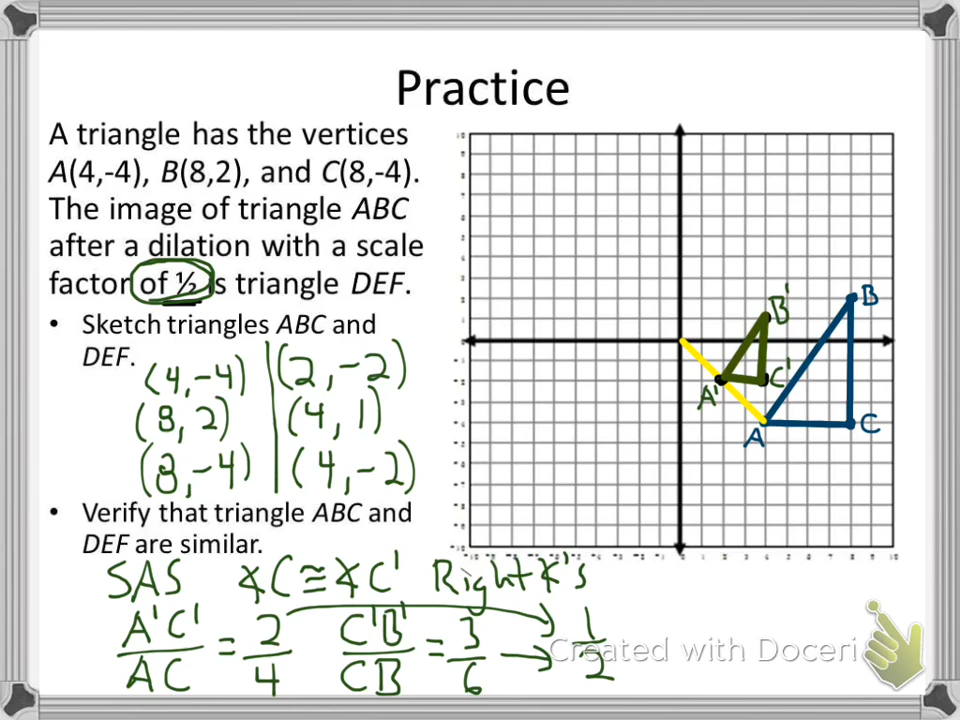 Practice
A triangle has the vertices
A(4,-4), B(8,2), and C(8,-4).
The image of triangle ABC
after a dilation with a scale
factor of ½ is triangle DEF.
• Sketch triangles ABC and
DEF.
(4,-4) (2,-2)
(8,2) (4,1)
(8,-4) (4,-2)
• Verify that triangle ABC and
DEF are similar.
SAS ∡C≅∡C' Right ∡'s
A'C'/AC = 2/4 C'B'/CB = 3/6 → 1/2
B'
B
C'
A'
A
C
Created with Doceri